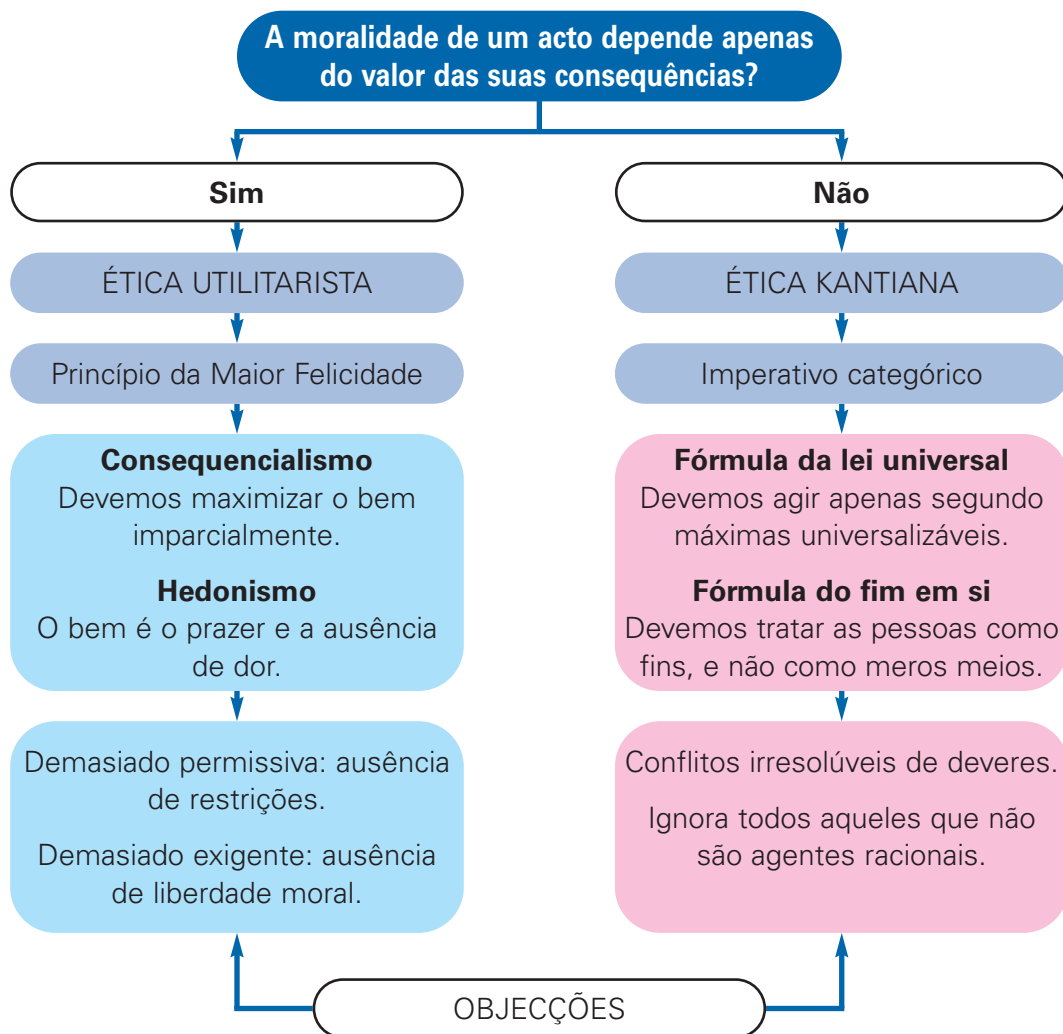 A moralidade de um acto depende apenas
do valor das suas consequências?
Sim
ÉTICA UTILITARISTA
Princípio da Maior Felicidade
Consequencialismo
Devemos maximizar o bem
imparcialmente.
Hedonismo
O bem é o prazer e a ausência
de dor.
Demasiado permissiva: ausência
de restrições.
Demasiado exigente: ausência
de liberdade moral.
Não
ÉTICA KANTIANA
Imperativo categórico
Fórmula da lei universal
Devemos agir apenas segundo
máximas universalizáveis.
Fórmula do fim em si
Devemos tratar as pessoas como
fins, e não como meros meios.
Conflitos irresolúveis de deveres.
Ignora todos aqueles que não
são agentes racionais.
OBJECÇÕES